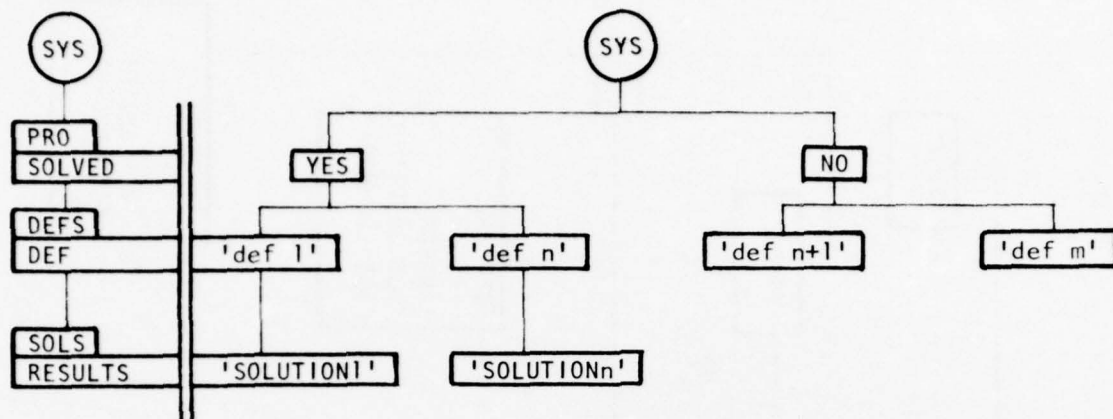 SYS
SYS
PRO
SOLVED
YES
NO
DEFS
DEF
'def 1'
'def n'
'def n+1'
'def m'
SOLS
RESULTS
'SOLUTION1'
'SOLUTIONn'